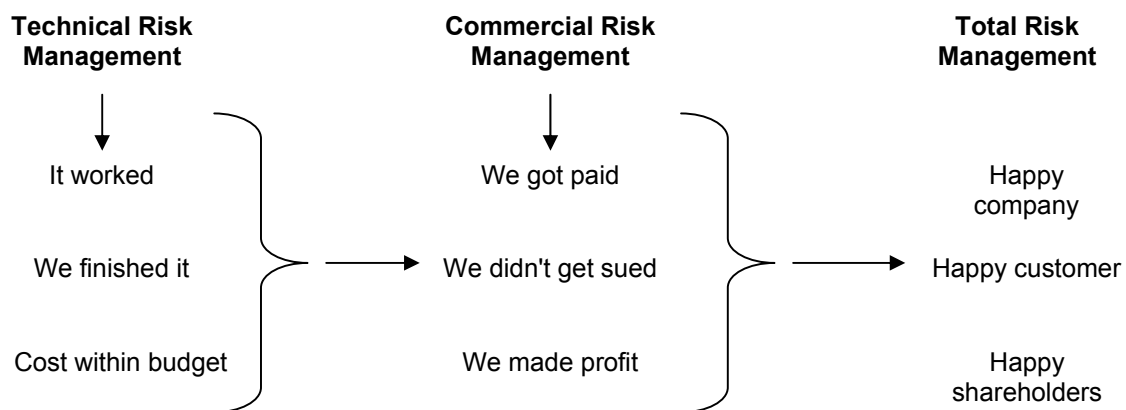 Technical Risk
Management
Commercial Risk
Management
Total Risk
Management
It worked
We got paid
Happy
company
We finished it
We didn't get sued
Happy customer
Cost within budget
We made profit
Happy
shareholders